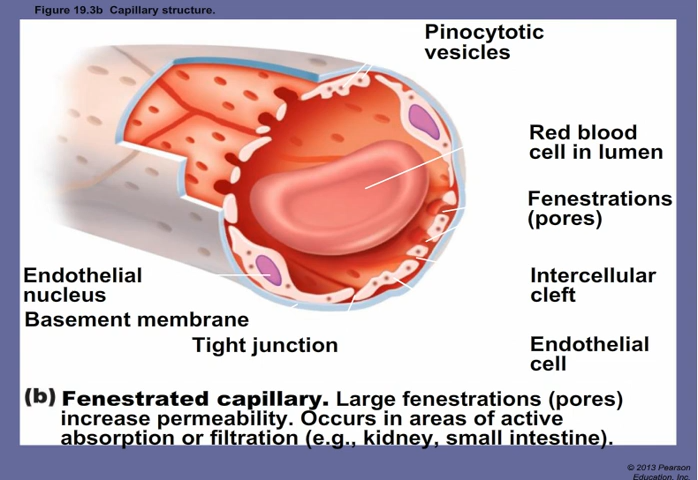 Figure 19.3b  Capillary structure.
Pinocytotic
vesicles
Red blood
cell in lumen
Fenestrations
(pores)
Endothelial
nucleus
Intercellular
cleft
Basement membrane
Tight junction
Endothelial
cell
(b) Fenestrated capillary. Large fenestrations (pores)
increase permeability. Occurs in areas of active
absorption or filtration (e.g., kidney, small intestine).
© 2013 Pearson
Education, Inc.